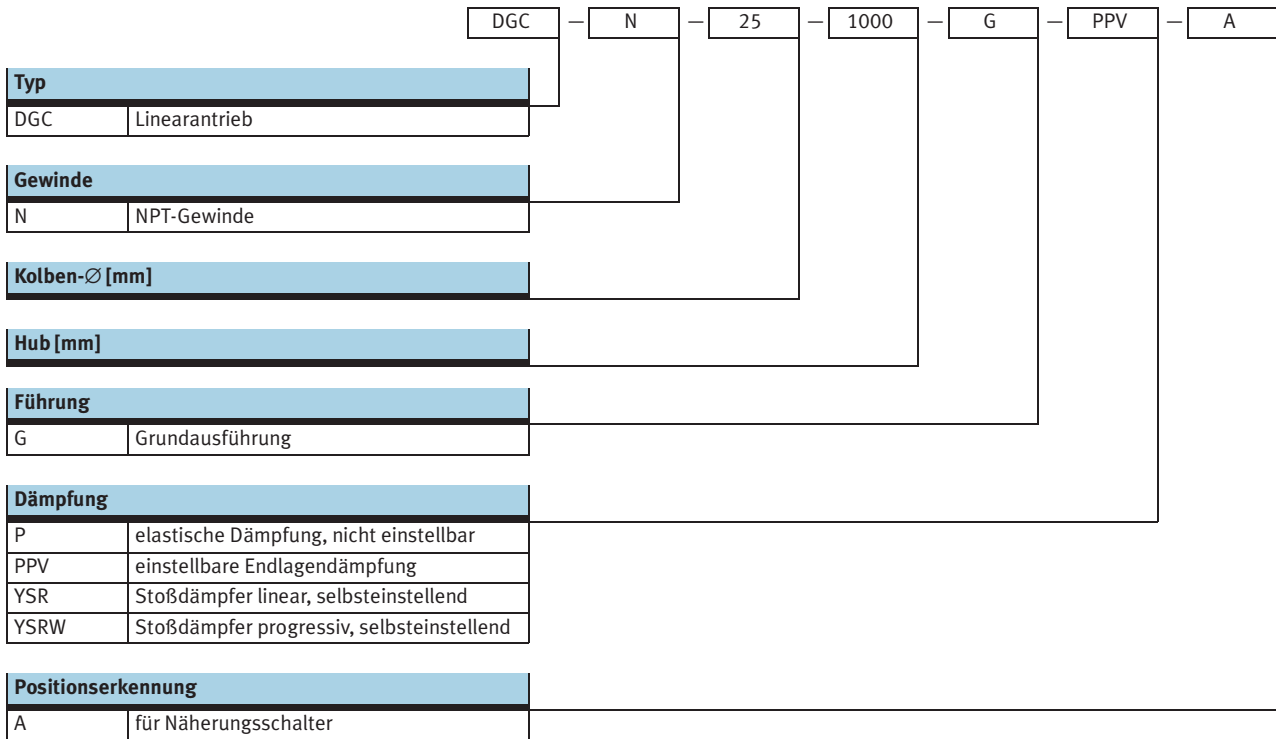 DGC — N — 25 — 1000 — G — PPV — A
Typ
DGC Linearantrieb
Gewinde
N NPT-Gewinde
Kolben-∅ [mm]
Hub [mm]
Führung
G Grundausführung
Dämpfung
P elastische Dämpfung, nicht einstellbar
PPV einstellbare Endlagendämpfung
YSR Stoßdämpfer linear, selbsteinstellend
YSRW Stoßdämpfer progressiv, selbsteinstellend
Positionserkennung
A für Näherungsschalter